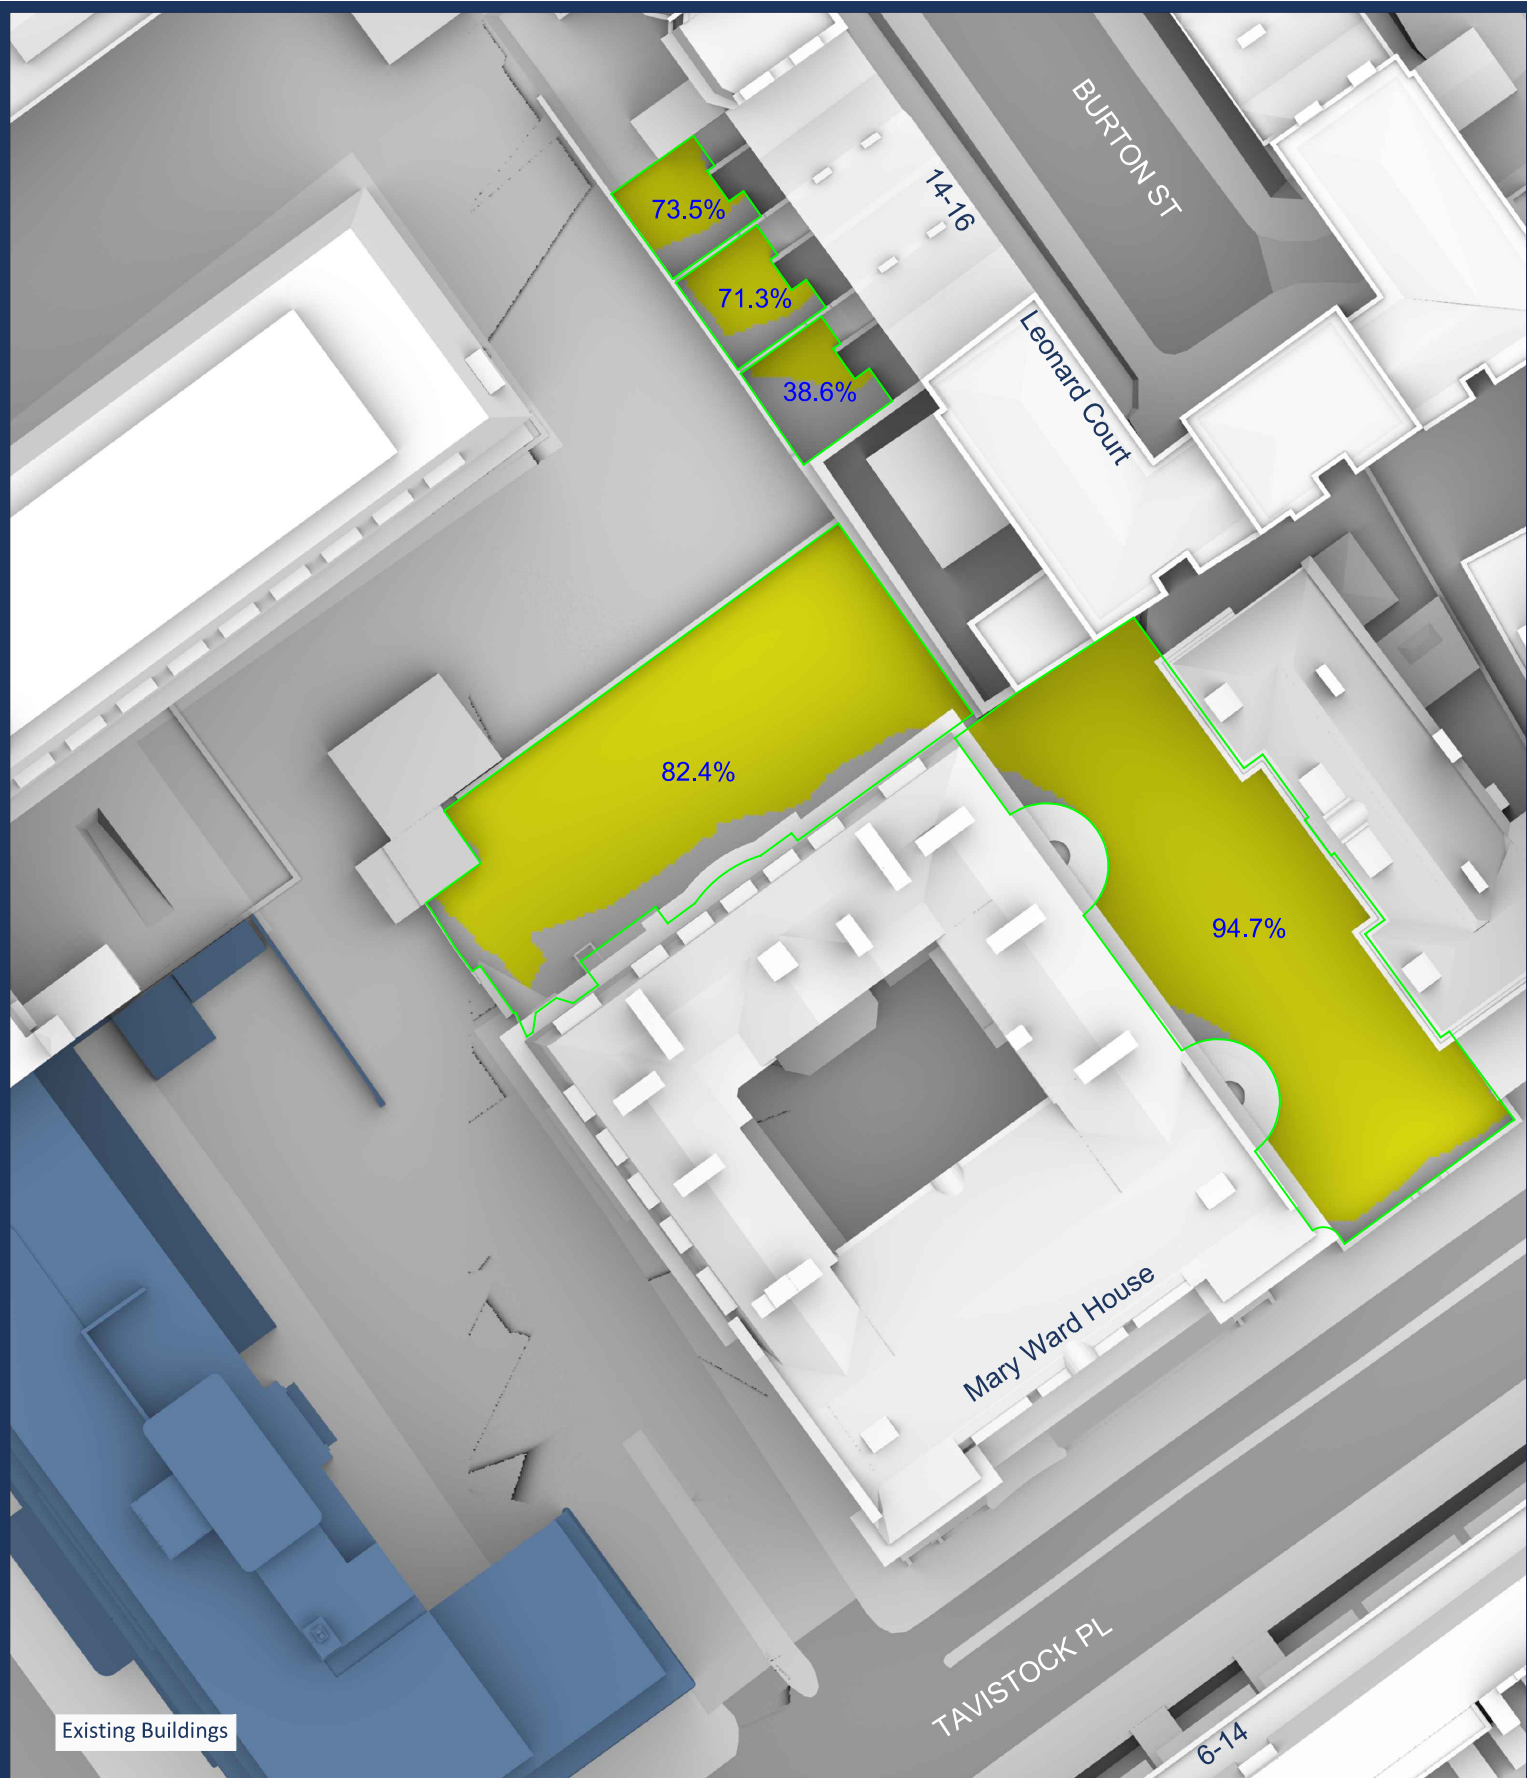 BURTON ST
14-16
73.5%
71.3%
38.6%
Leonard Court
82.4%
94.7%
Mary Ward House
TAVISTOCK PL
6-14
Existing Buildings